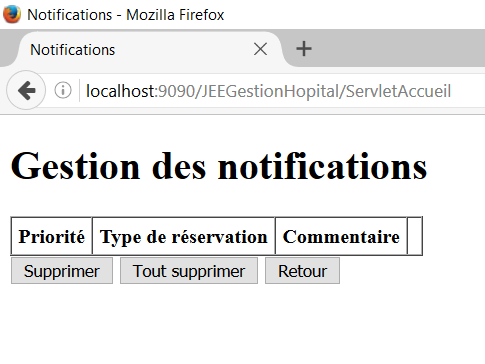 Notifications - Mozilla Firefox
Notifications
localhost:9090/JEEGestionHopital/ServletAccueil
Gestion des notifications
Priorité Type de réservation Commentaire
Supprimer Tout supprimer Retour